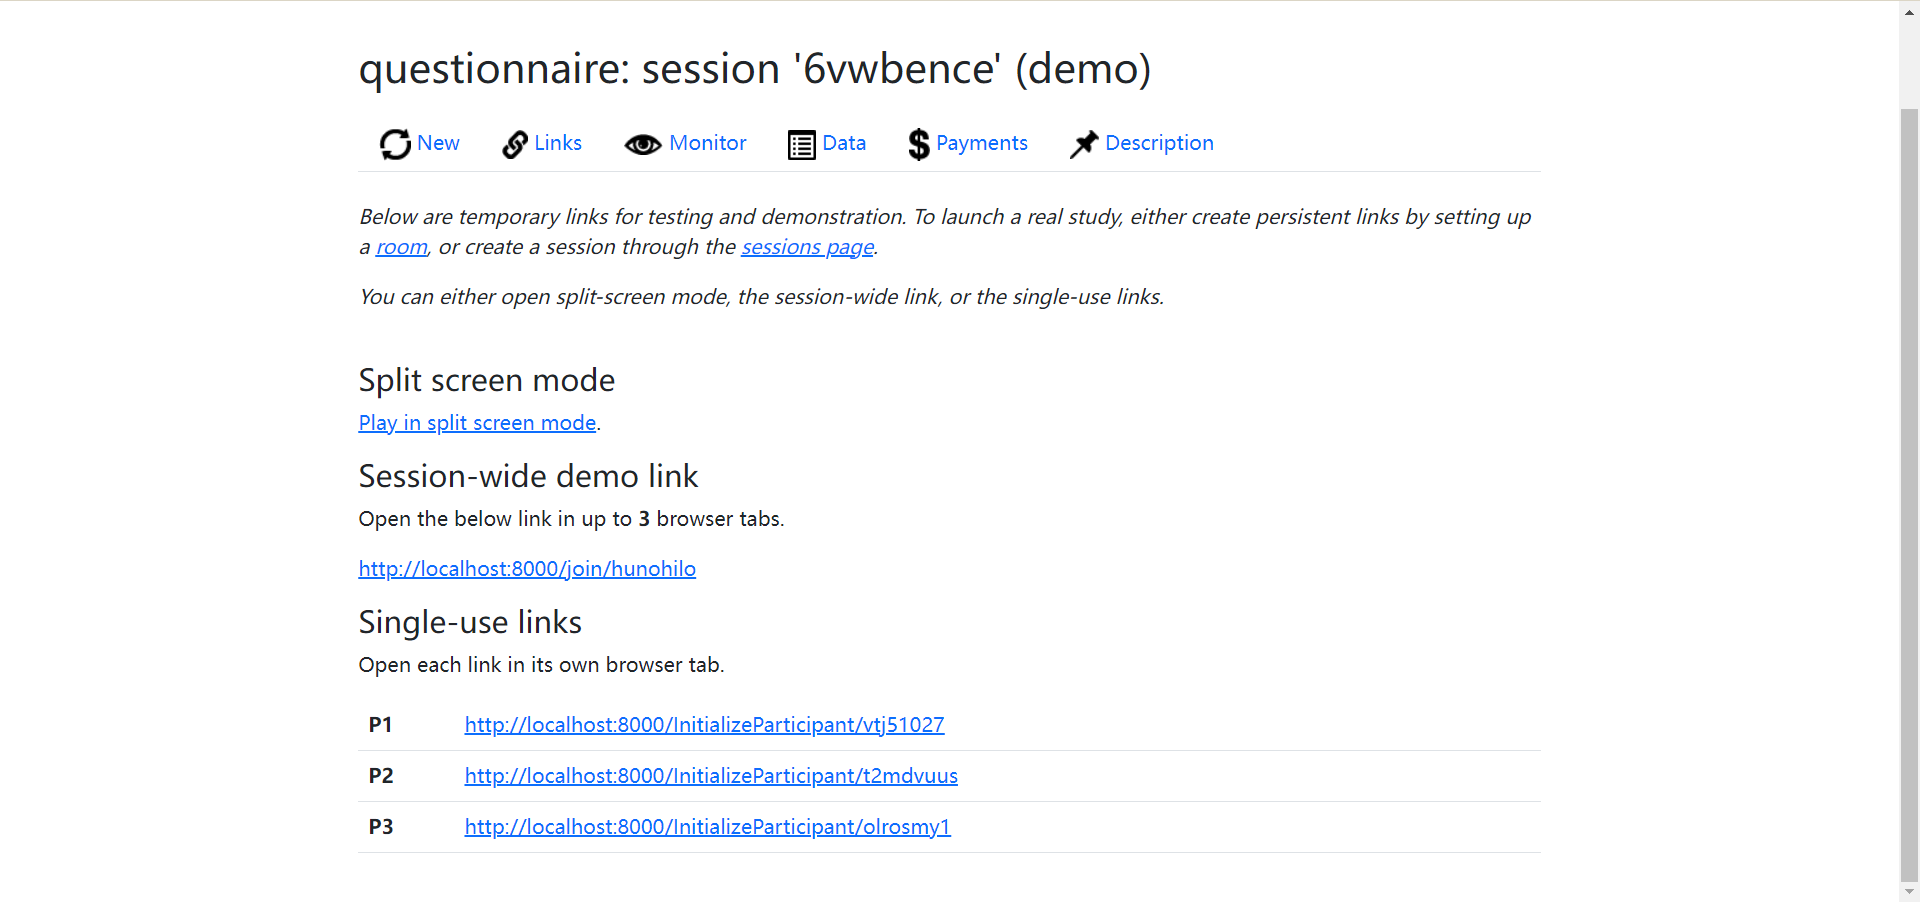 questionnaire: session '6vwbence' (demo)
New Links Monitor Data Payments Description
Below are temporary links for testing and demonstration. To launch a real study, either create persistent links by setting up
a room, or create a session through the sessions page.
You can either open split-screen mode, the session-wide link, or the single-use links.
Split screen mode
Play in split screen mode.
Session-wide demo link
Open the below link in up to 3 browser tabs.
http://localhost:8000/join/hunohilo
Single-use links
Open each link in its own browser tab.
P1 http://localhost:8000/InitializeParticipant/vtj51027
P2 http://localhost:8000/InitializeParticipant/t2mdvuus
P3 http://localhost:8000/InitializeParticipant/olrosmy1